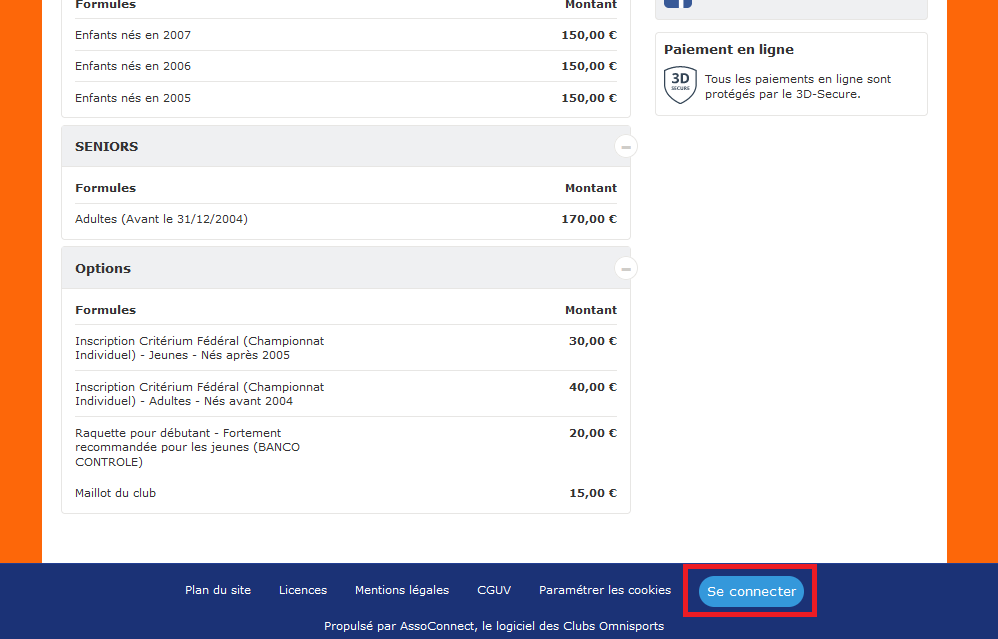 Formules Montant
Enfants nés en 2007 150,00 €
Enfants nés en 2006 150,00 €
Enfants nés en 2005 150,00 €
SENIORS
Formules Montant
Adultes (Avant le 31/12/2004) 170,00 €
Options
Formules Montant
Inscription Critérium Fédéral (Championnat 30,00 €
Individuel) - Jeunes - Nés après 2005
Inscription Critérium Fédéral (Championnat 40,00 €
Individuel) - Adultes - Nés avant 2004
Raquette pour débutant - Fortement 20,00 €
recommandée pour les jeunes (BANCO
CONTROLE)
Maillot du club 15,00 €
Paiement en ligne
3D
SECURE
Tous les paiements en ligne sont
protégés par le 3D-Secure.
Plan du site Licences Mentions légales CGUV Paramétrer les cookies Se connecter
Propulsé par AssoConnect, le logiciel des Clubs Omnisports